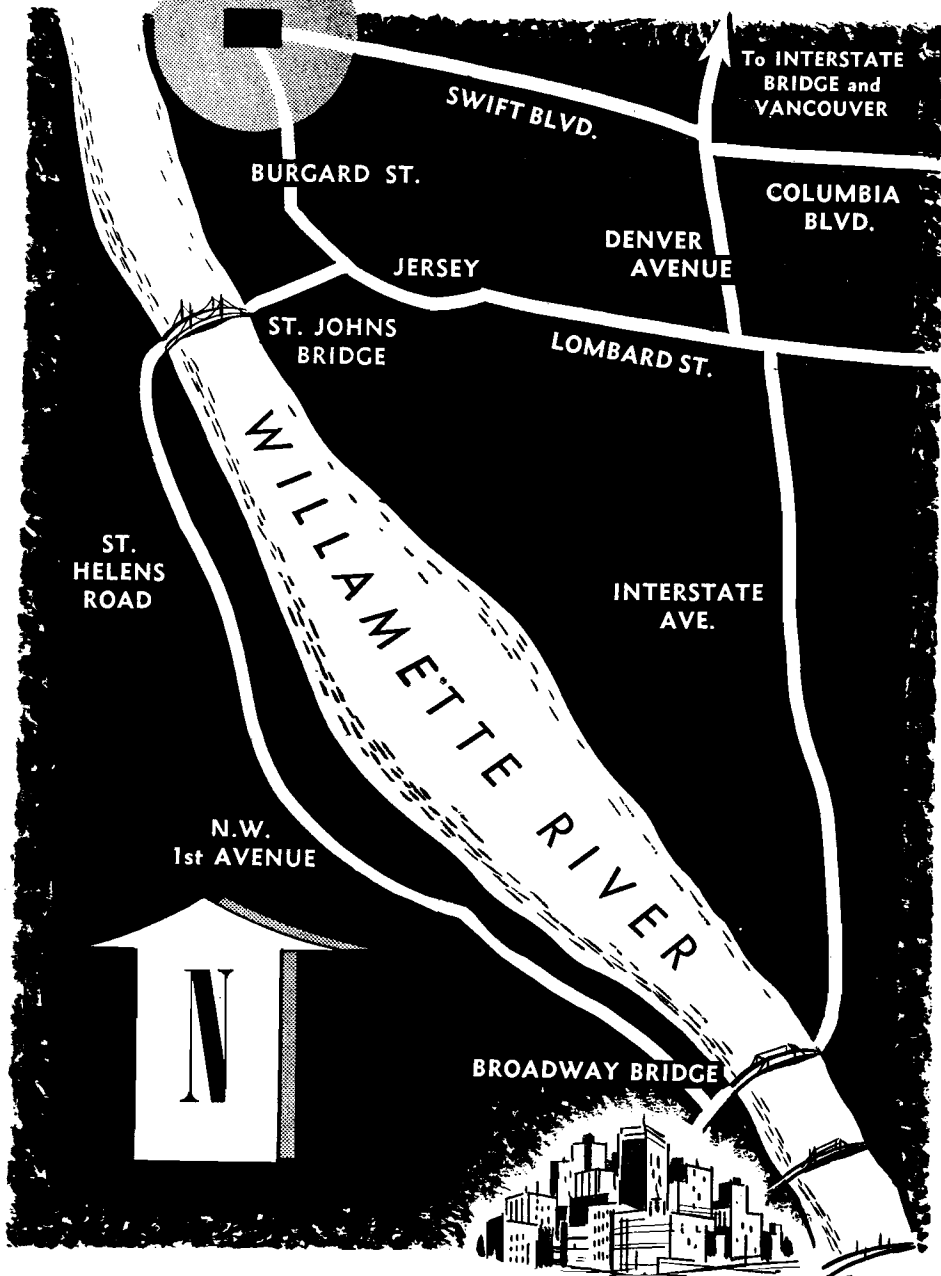 To INTERSTATE
BRIDGE and
VANCOUVER
SWIFT BLVD.
BURGARD ST.
COLUMBIA
BLVD.
DENVER
AVENUE
JERSEY
ST. JOHNS
BRIDGE
LOMBARD ST.
WILLAMETTE RIVER
ST.
HELENS
ROAD
INTERSTATE
AVE.
N.W.
1st AVENUE
N
BROADWAY BRIDGE